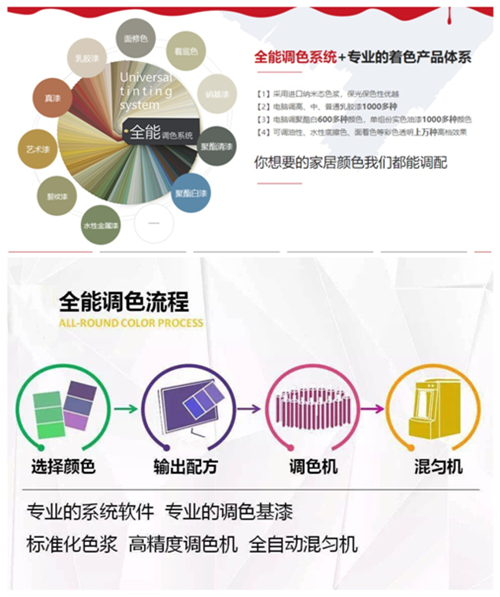 面修色
着底色
乳胶漆
硝基漆
真漆
Universal
tinting
system
全能调色系统
聚酯清漆
艺术漆
裂纹漆
聚酯白漆
水性金属漆
全能调色系统+专业的着色产品体系
【1】采用进口纳米态色浆，保光保色性优越
【2】电脑调高、中、普通乳胶漆1000多种
【3】电脑调聚酯白600多种颜色、单组份实色油漆1000多种颜色
【4】可调油性、水性底擦色、面着色等彩色透明上万种高档效果
你想要的家居颜色我们都能调配
全能调色流程
ALL-ROUND COLOR PROCESS
选择颜色 输出配方 调色机 混匀机
专业的系统软件 专业的调色基漆
标准化色浆 高精度调色机 全自动混匀机